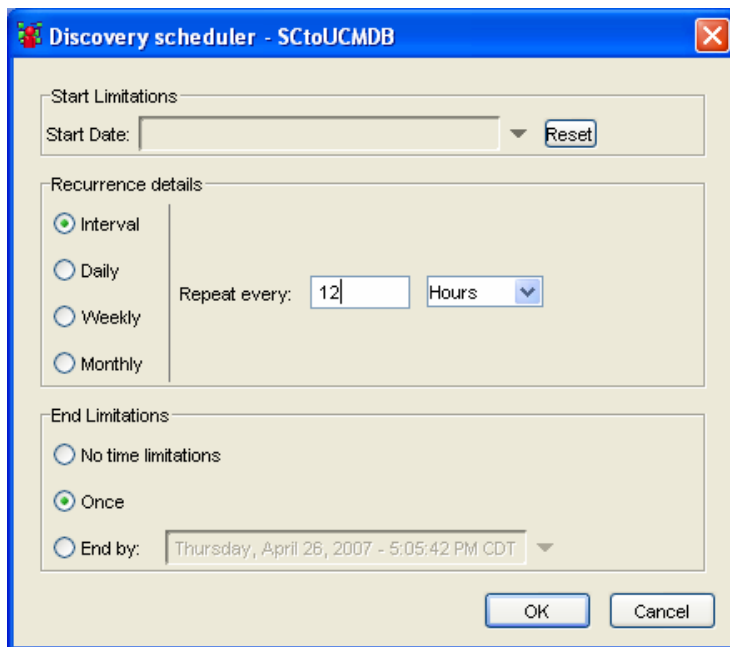 Discovery scheduler - SCtoUCMDB
Start Limitations
Start Date:
Reset
Recurrence details
Interval
Daily
Weekly
Monthly
Repeat every: 12 Hours
End Limitations
No time limitations
Once
End by: Thursday, April 26, 2007 - 5:05:42 PM CDT
OK Cancel